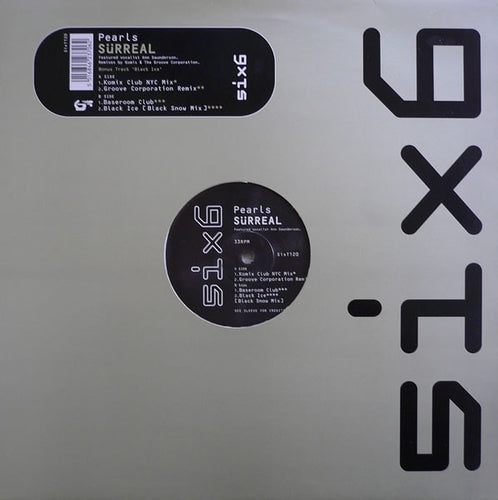 SixT120
Pearls
SüRREAL
Featured vocalist Ann Saunderson.
Remixes by Komix & The Groove Corporation.
Bonus Track 'Black Ice'
A SIDE
1.Komix Club NYC Mix*
2.Groove Corporation Remix**
B SIDE
1.Baseroom Club***
2.Black Ice [Black Snow Mix]****
six6
six6
Pearls
SüRREAL
Featured vocalist Ann Saunderson.
33RPM
SixT120
A SIDE
1.Komix Club NYC Mix*
2.Groove Corporation Rem
B SIDE
1.Baseroom Club***
2.Black Ice****
[Black Snow Mix]
SEE SLEEVE FOR CREDITS
six6